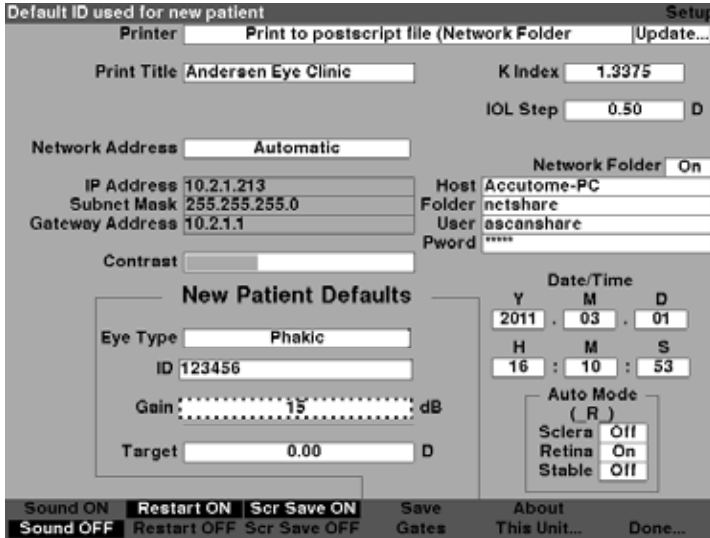 Default ID used for new patient Setup
Printer Print to postscript file (Network Folder Update...
Print Title Andersen Eye Clinic K Index 1.3375
IOL Step 0.50 D
Network Address Automatic
Network Folder On
IP Address 10.2.1.213 Host Accutome-PC
Subnet Mask 255.255.255.0 Folder netshare
Gateway Address 10.2.1.1 User ascanshare
Pword *****
Contrast
Date/Time
New Patient Defaults
Y M D
2011 . 03 . 01
Eye Type Phakic
H M S
ID 123456 16 : 10 : 53
Auto Mode
Gain 15 dB (_R_)
Sclera Off
Target 0.00 D Retina On
Stable Off
Sound ON Restart ON Scr Save ON Save About
Sound OFF Restart OFF Scr Save OFF Gates This Unit... Done...